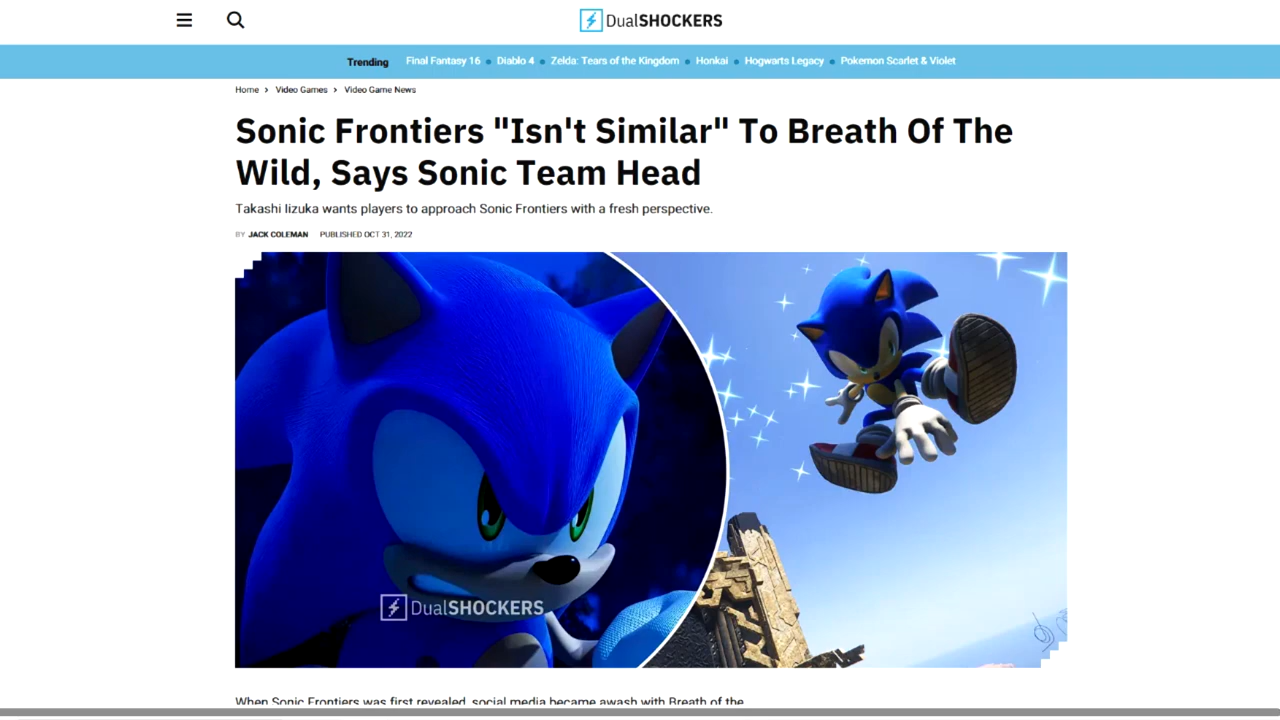 DualSHOCKERS
Trending Final Fantasy 16 Diablo 4 Zelda: Tears of the Kingdom Honkai Hogwarts Legacy Pokemon Scarlet & Violet
Home > Video Games > Video Game News
Sonic Frontiers "Isn't Similar" To Breath Of The
Wild, Says Sonic Team Head
Takashi Iizuka wants players to approach Sonic Frontiers with a fresh perspective.
BY JACK COLEMAN PUBLISHED OCT 31, 2022
DualSHOCKERS
When Sonic Frontiers was first revealed, social media became awash with Breath of the